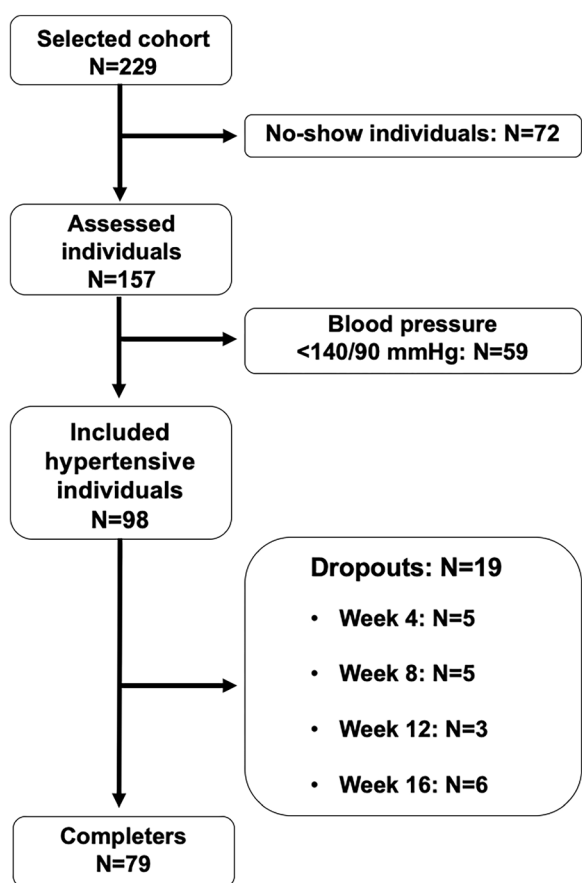 Selected cohort
N=229
No-show individuals: N=72
Assessed
individuals
N=157
Blood pressure
<140/90 mmHg: N=59
Included
hypertensive
individuals
N=98
Dropouts: N=19
• Week 4: N=5
• Week 8: N=5
• Week 12: N=3
• Week 16: N=6
Completers
N=79